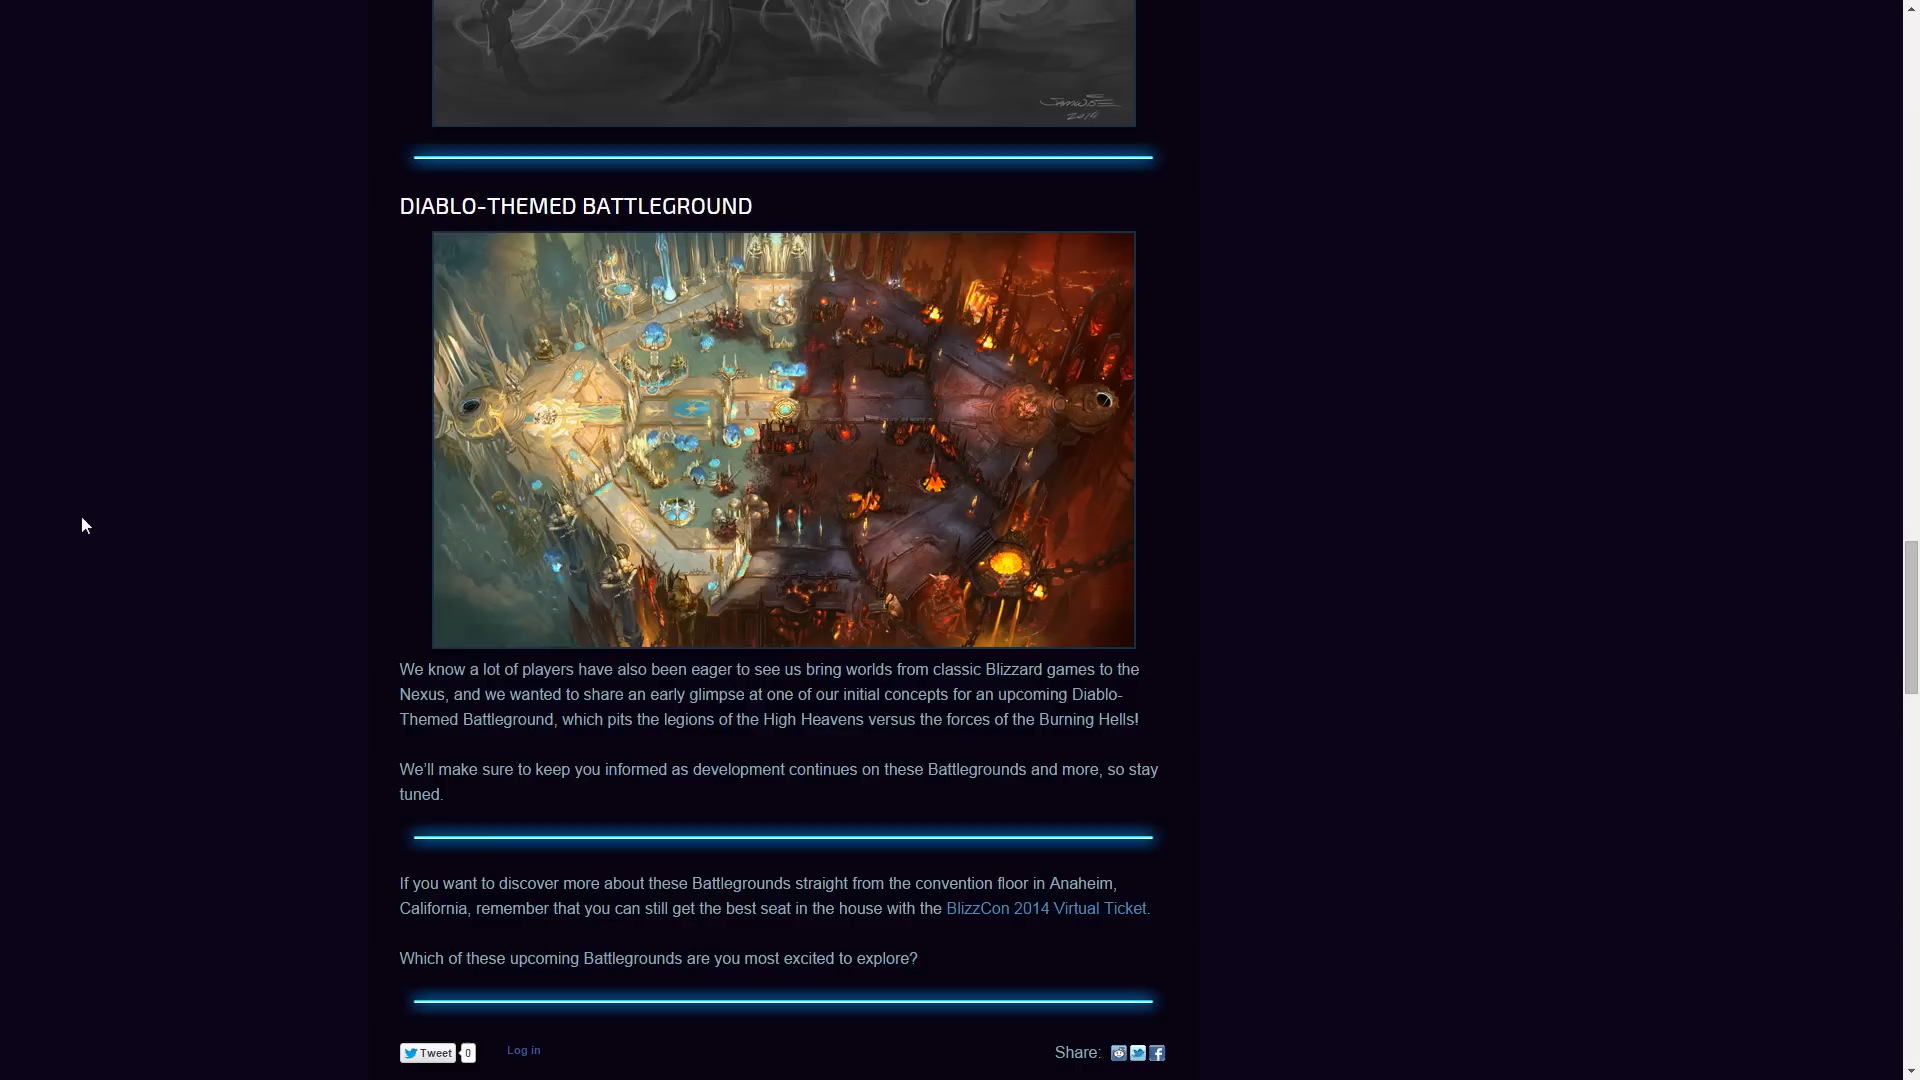 Samwise
2014
DIABLO-THEMED BATTLEGROUND
We know a lot of players have also been eager to see us bring worlds from classic Blizzard games to the
Nexus, and we wanted to share an early glimpse at one of our initial concepts for an upcoming Diablo-
Themed Battleground, which pits the legions of the High Heavens versus the forces of the Burning Hells!
We’ll make sure to keep you informed as development continues on these Battlegrounds and more, so stay
tuned.
If you want to discover more about these Battlegrounds straight from the convention floor in Anaheim,
California, remember that you can still get the best seat in the house with the BlizzCon 2014 Virtual Ticket.
Which of these upcoming Battlegrounds are you most excited to explore?
Tweet 0 Log in Share: